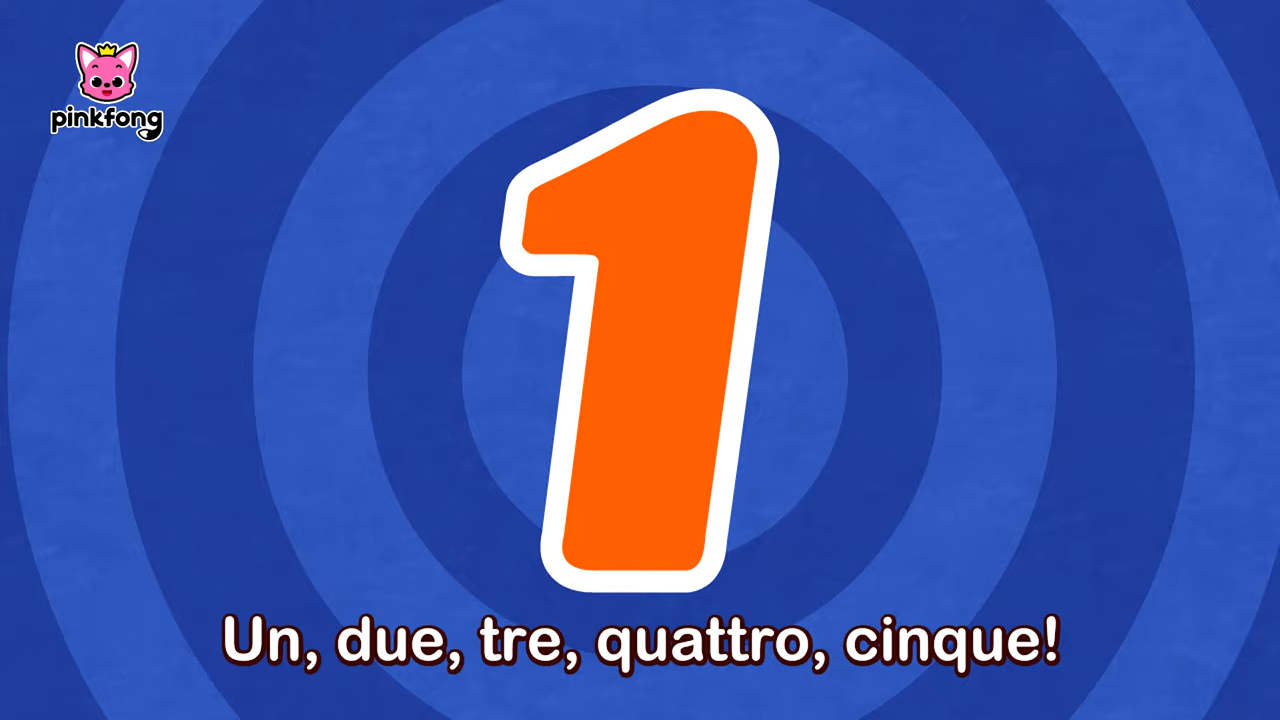 pinkfong
1
Un, due, tre, quattro, cinque!